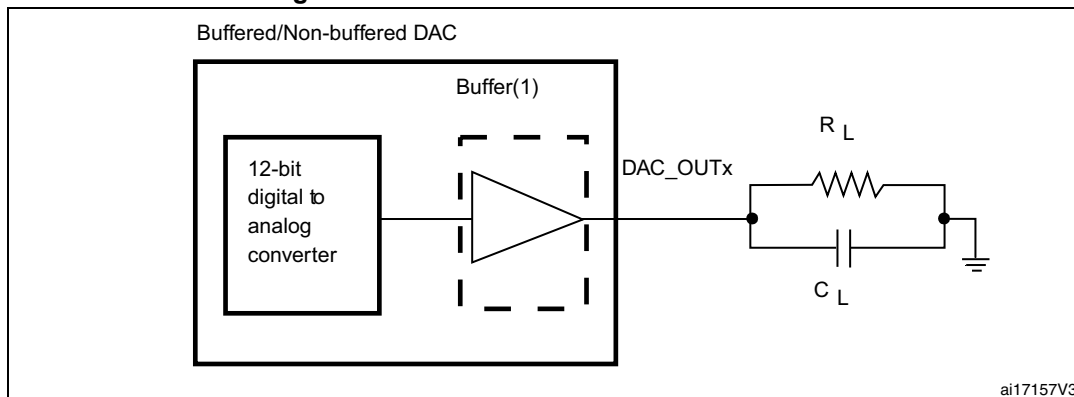 Buffered/Non-buffered DAC
Buffer(1)
12-bit
digital to
analog
converter
DAC_OUTx
R L
C L
ai17157V3